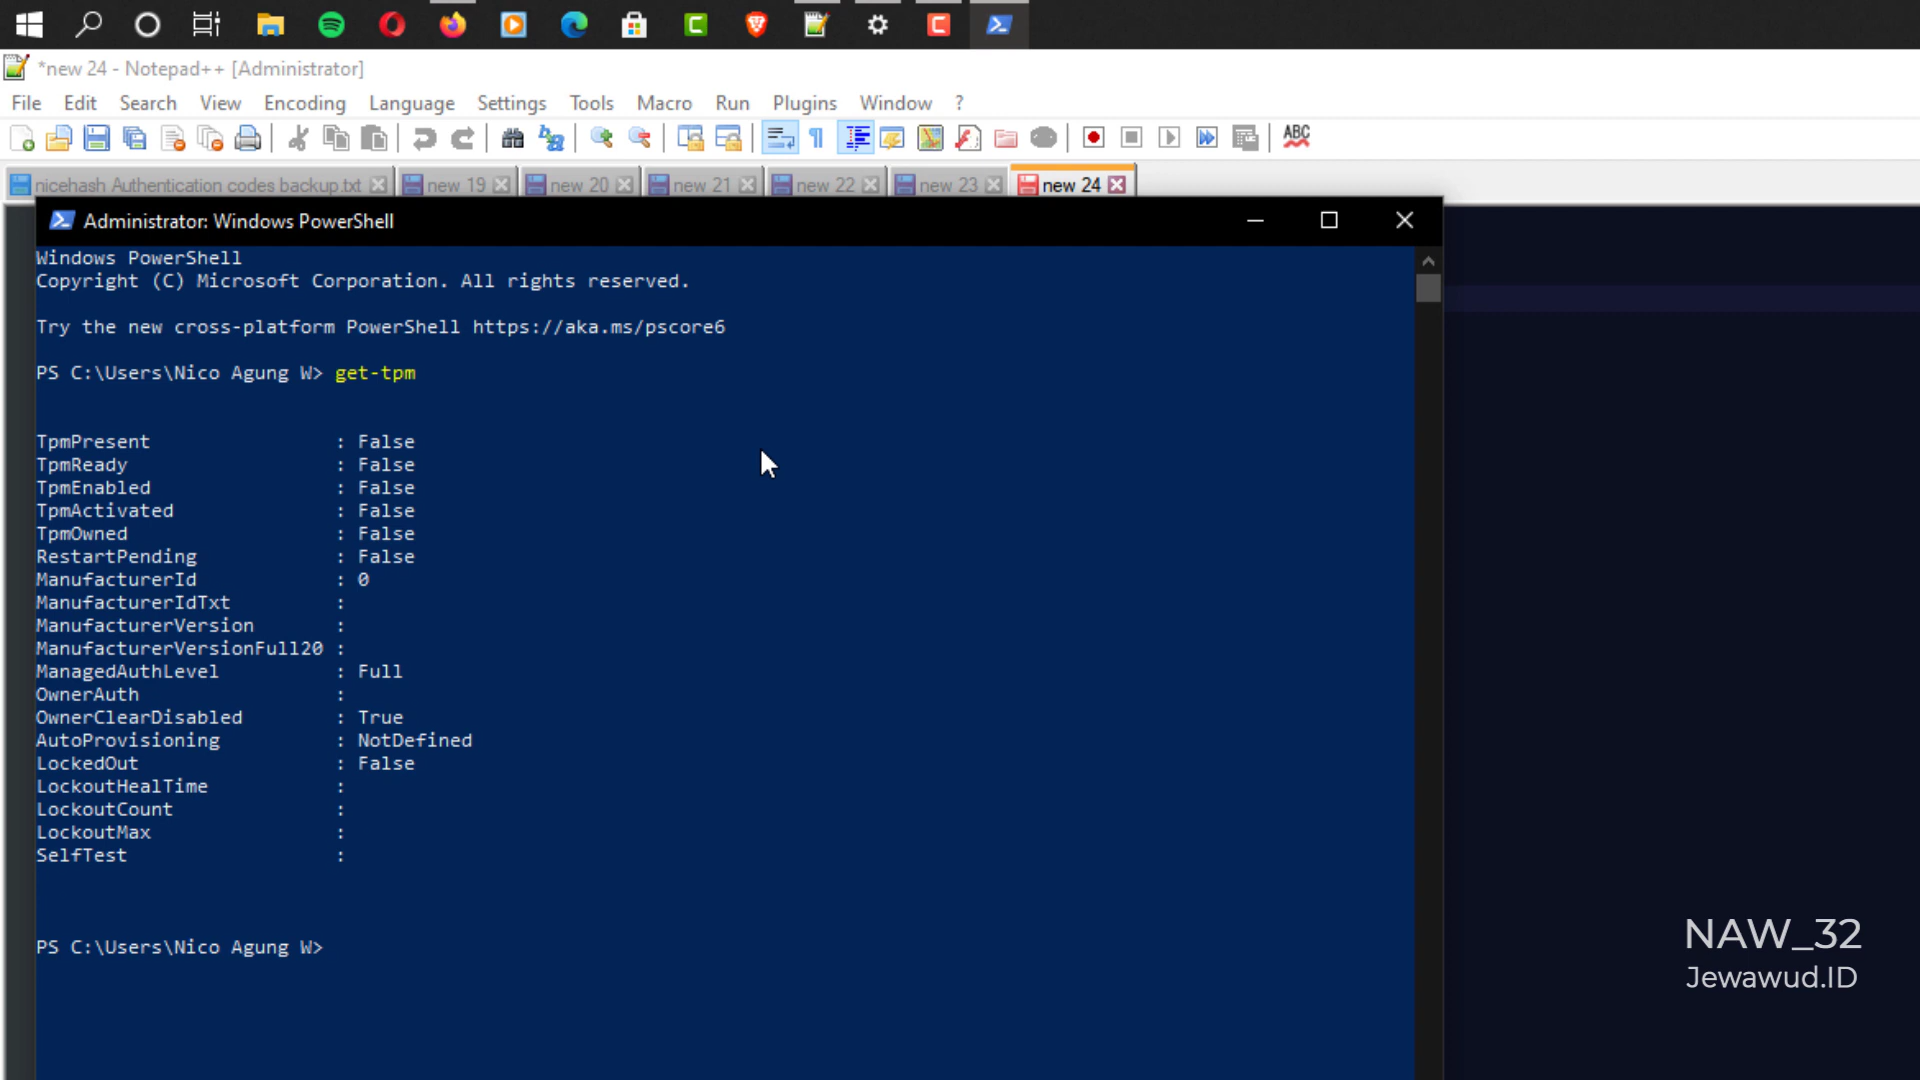 *new 24 - Notepad++ [Administrator]
File Edit Search View Encoding Language Settings Tools Macro Run Plugins Window ?
ABC
nicehash Authentication codes backup.txt new 19 new 20 new 21 new 22 new 23 new 24
Administrator: Windows PowerShell
Windows PowerShell
Copyright (C) Microsoft Corporation. All rights reserved.
Try the new cross-platform PowerShell https://aka.ms/pscore6
PS C:\Users\Nico Agung W> get-tpm
TpmPresent : False
TpmReady : False
TpmEnabled : False
TpmActivated : False
TpmOwned : False
RestartPending : False
ManufacturerId : 0
ManufacturerIdTxt :
ManufacturerVersion :
ManufacturerVersionFull20 :
ManagedAuthLevel : Full
OwnerAuth :
OwnerClearDisabled : True
AutoProvisioning : NotDefined
LockedOut : False
LockoutHealTime :
LockoutCount :
LockoutMax :
SelfTest :
PS C:\Users\Nico Agung W>
NAW_32
Jewawud.ID